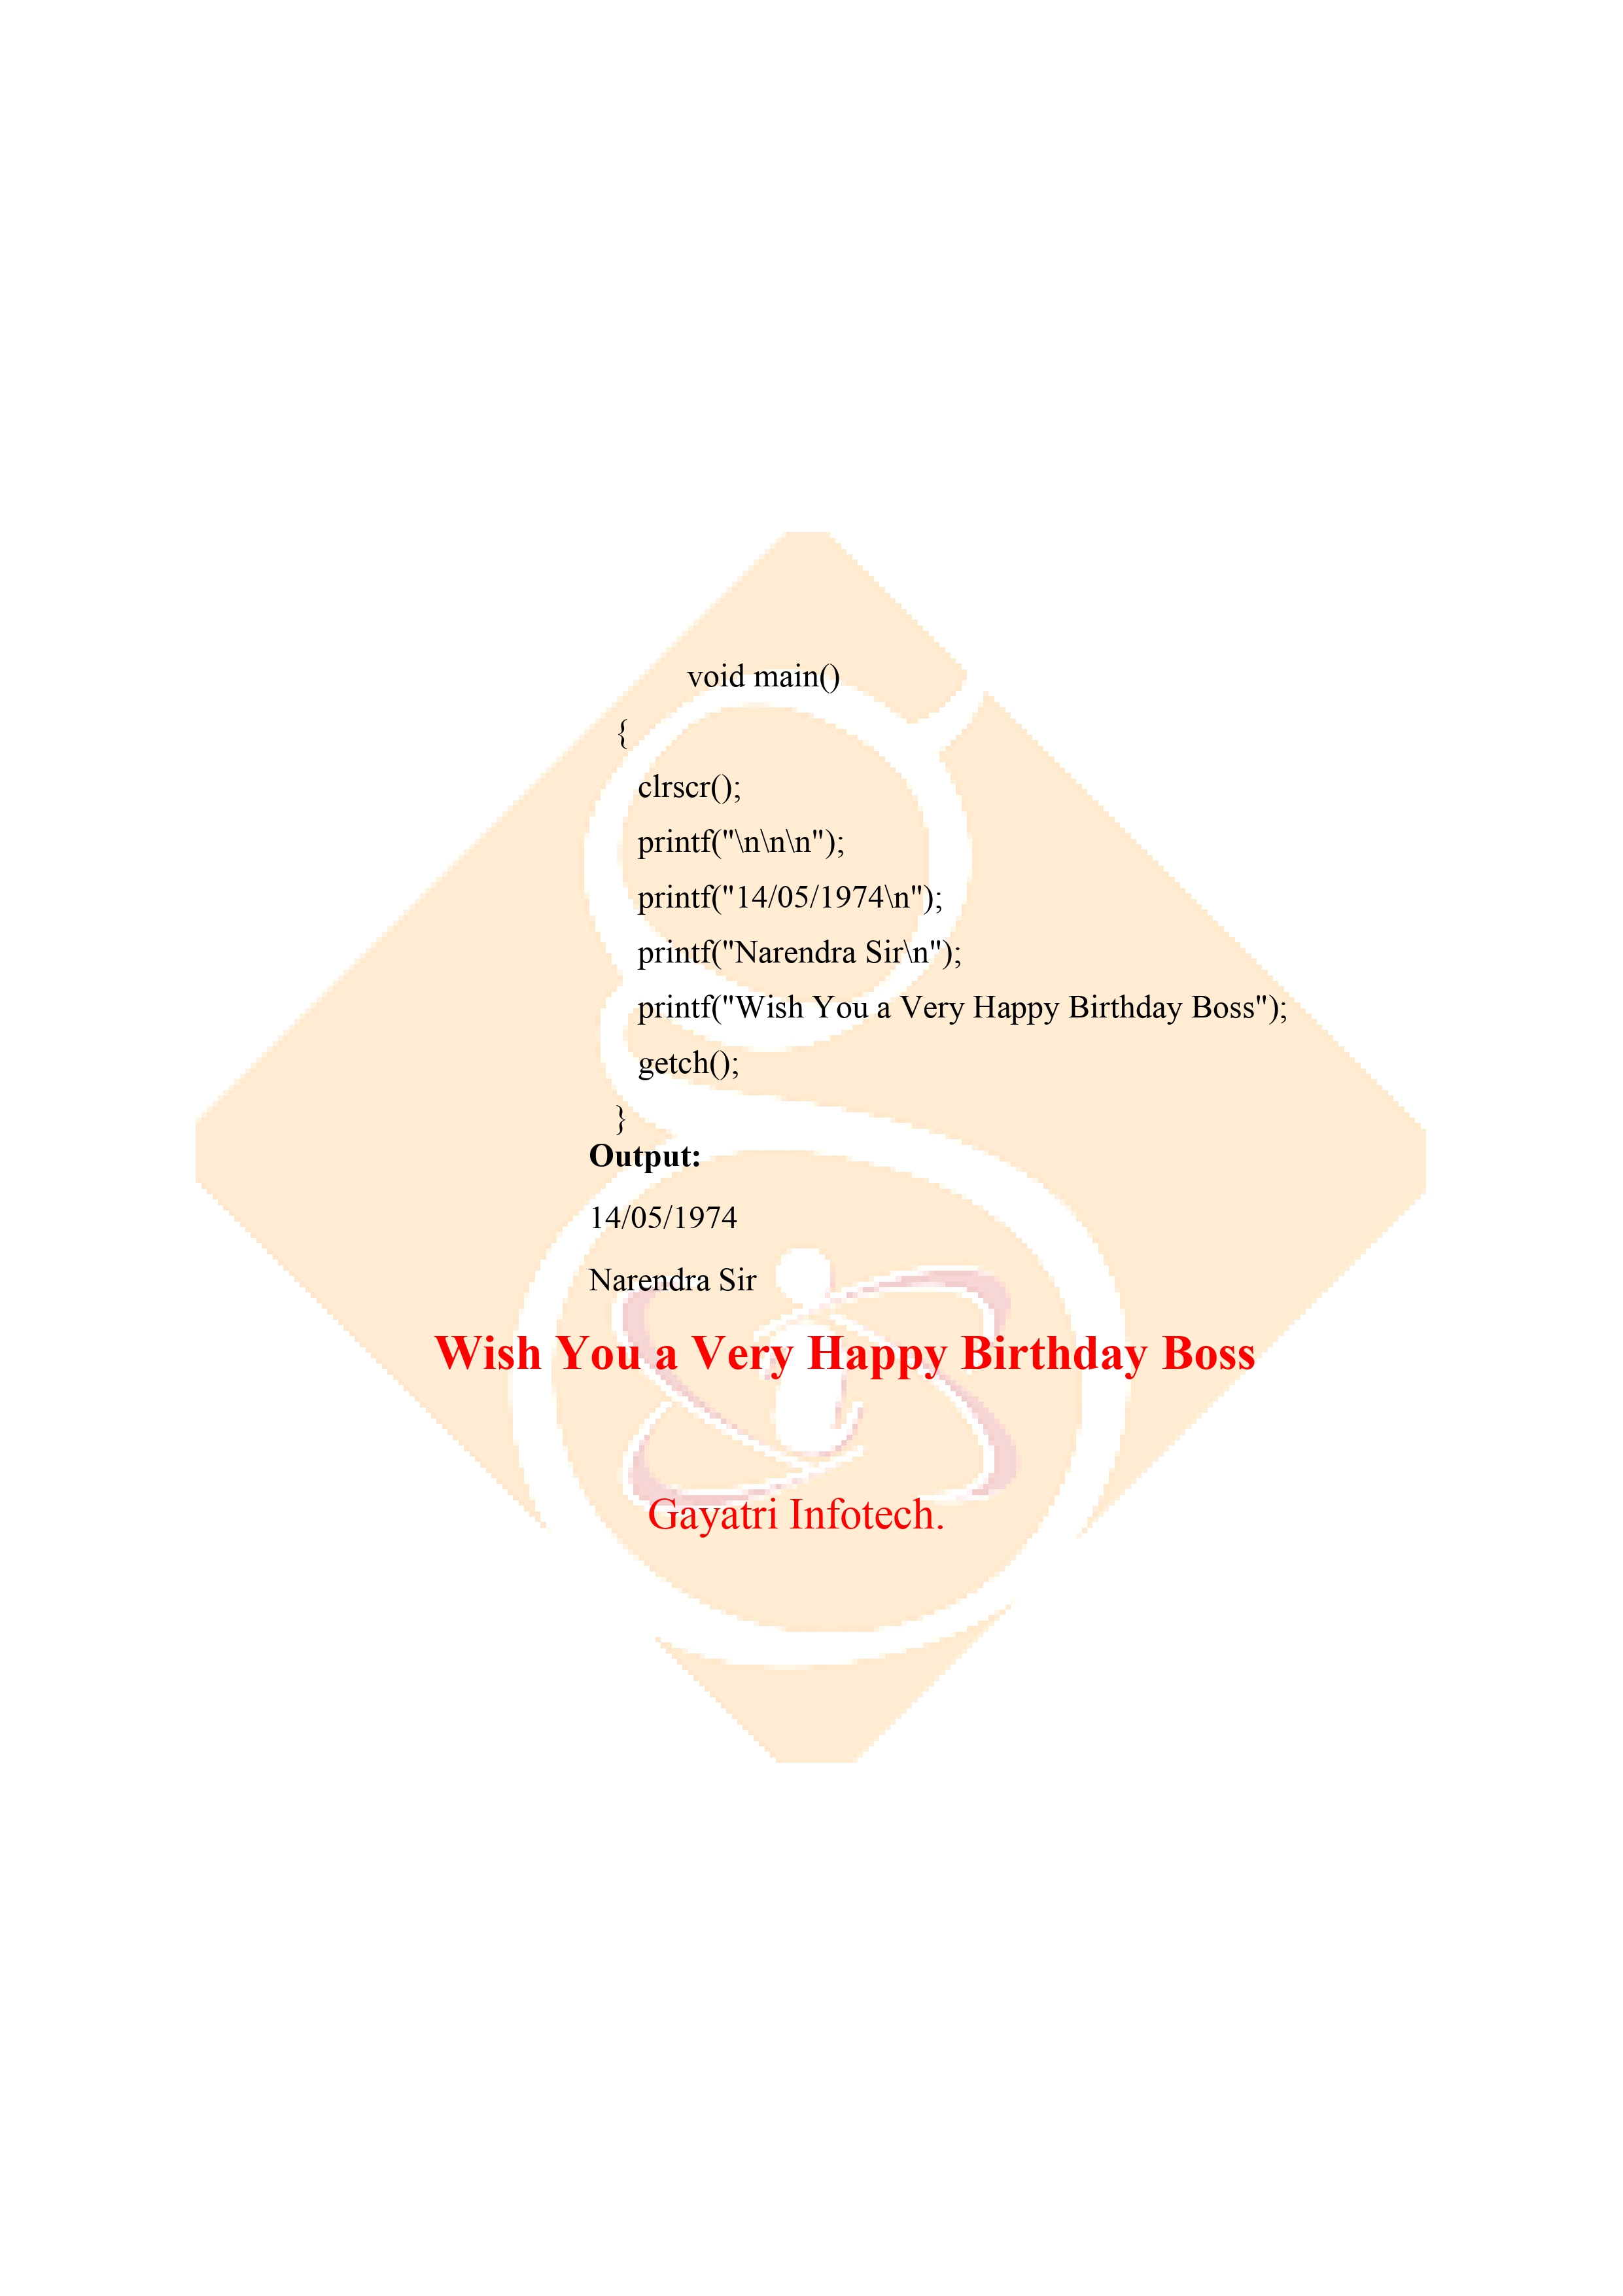 void main()
{
clrscr();
printf("\n\n\n");
printf("14/05/1974\n");
printf("Narendra Sir\n");
printf("Wish You a Very Happy Birthday Boss");
getch();
}
Output:
14/05/1974
Narendra Sir
Wish You a Very Happy Birthday Boss
Gayatri Infotech.